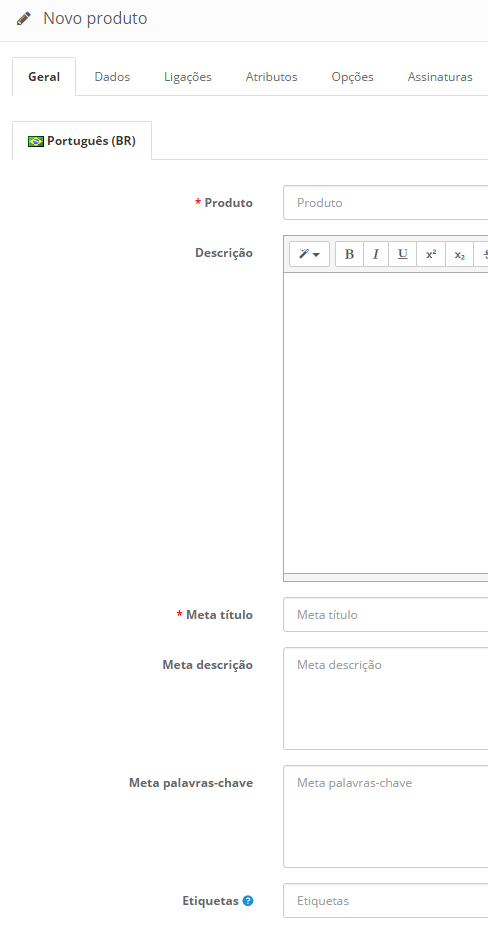 Novo produto
Geral Dados Ligações Atributos Opções Assinaturas
Português (BR)
* Produto Produto
Descrição B I U x² x₂ S
* Meta título Meta título
Meta descrição Meta descrição
Meta palavras-chave Meta palavras-chave
Etiquetas ? Etiquetas